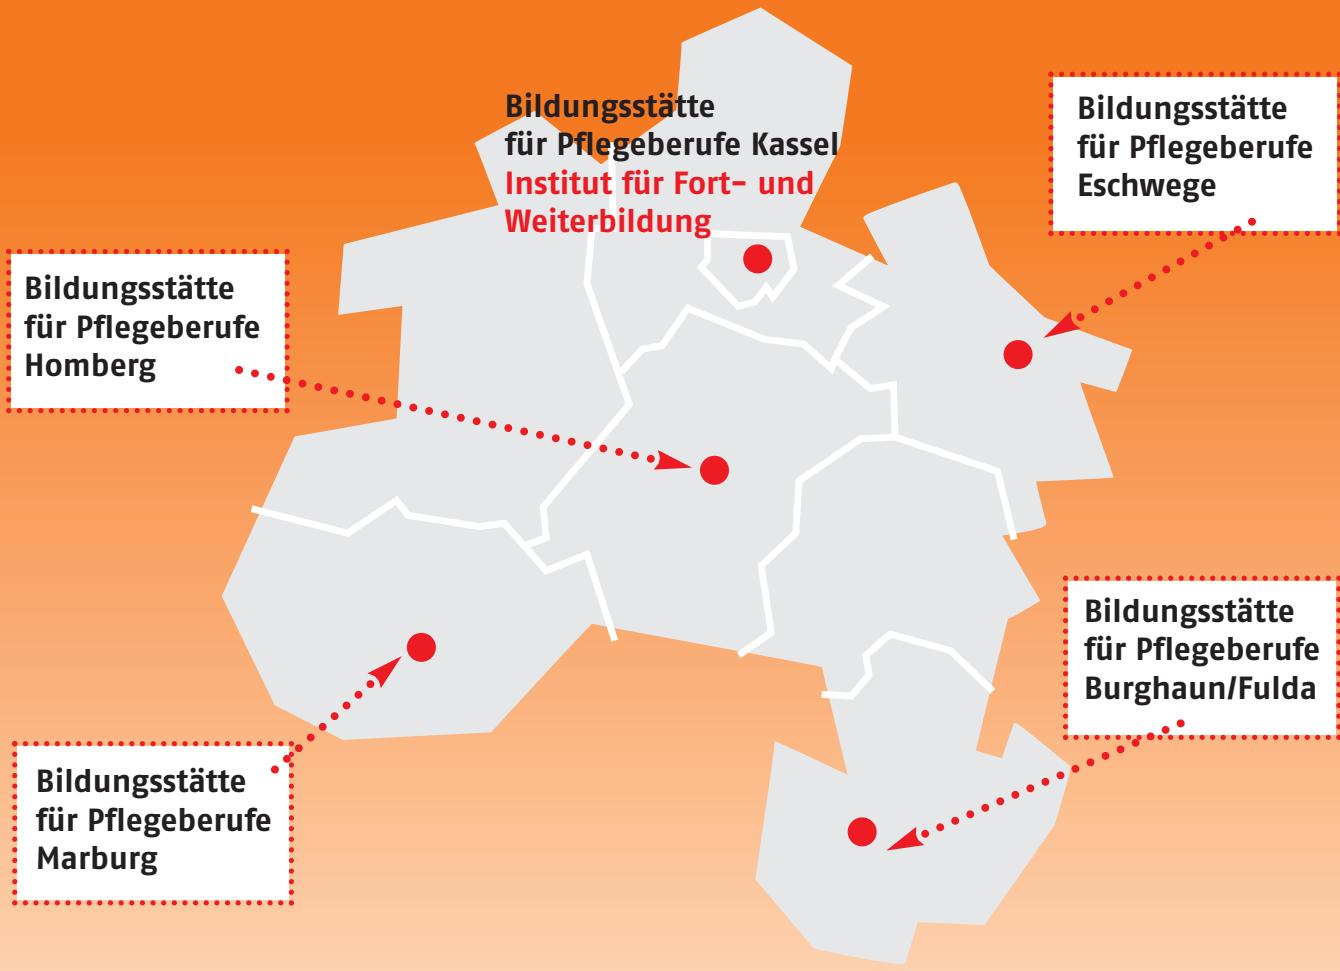 Bildungsstätte
für Pflegeberufe Kassel
Institut für Fort- und
Weiterbildung
Bildungsstätte
für Pflegeberufe
Eschwege
Bildungsstätte
für Pflegeberufe
Homberg
Bildungsstätte
für Pflegeberufe
Burghaun/Fulda
Bildungsstätte
für Pflegeberufe
Marburg